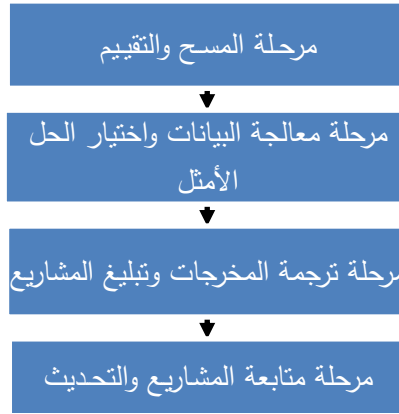 مرحلة المسح والتقييم
مرحلة معالجة البيانات واختيار الحل
الأمثل
مرحلة ترجمة المخرجات وتبليغ المشاريع
مرحلة متابعة المشاريع والتحديث